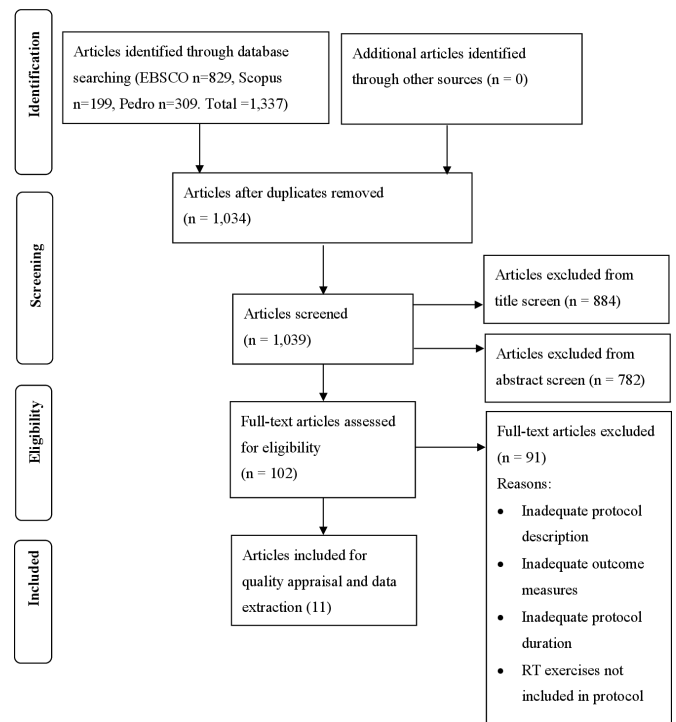 Identification
Articles identified through database
searching (EBSCO n=829, Scopus
n=199, Pedro n=309. Total =1,337)
Additional articles identified
through other sources (n = 0)
Articles after duplicates removed
(n = 1,034)
Screening
Articles screened
(n = 1,039)
Articles excluded from
title screen (n = 884)
Articles excluded from
abstract screen (n = 782)
Eligibility
Full-text articles assessed
for eligibility
(n = 102)
Full-text articles excluded
(n = 91)
Reasons:
• Inadequate protocol
description
• Inadequate outcome
measures
• Inadequate protocol
duration
• RT exercises not
included in protocol
Included
Articles included for
quality appraisal and data
extraction (11)